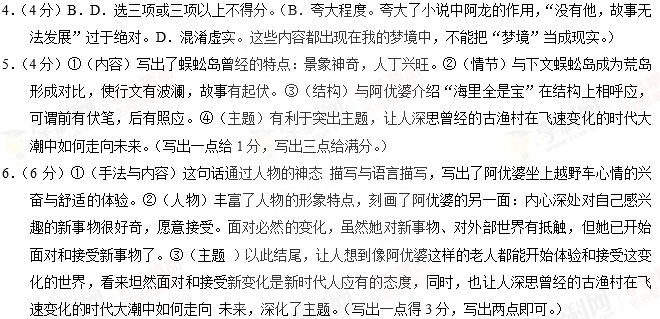 4.（4分）B．D．选三项或三项以上不得分。（B．夸大程度。夸大了小说中阿龙的作用，“没有他，故事无
法发展”过于绝对。D．混淆虚实。这些内容都出现在我的梦境中，不能把“梦境”当成现实。）
5.（4分）①（内容）写出了蜈蚣岛曾经的特点：景象神奇，人丁兴旺。②（情节）与下文蜈蚣岛成为荒岛
形成对比，使行文有波澜，故事有起伏。③（结构）与阿优婆介绍“海里全是宝”在结构上相呼应，
可谓前有伏笔，后有照应。④（主题）有利于突出主题，让人深思曾经的古渔村在飞速变化的时代大
潮中如何走向未来。（写出一点给1分，写出三点给满分。）
6.（6分）①（手法与内容）这句话通过人物的神态 描写与语言描写，写出了阿优婆坐上越野车心情的兴
奋与舒适的体验。②（人物）丰富了人物的形象特点，刻画了阿优婆的另一面：内心深处对自己感兴
趣的新事物很好奇，愿意接受。面对必然的变化，虽然她对新事物、对外部世界有抵触，但她已开始
面对和接受新事物了。③（主题 ）以此结尾，让人想到像阿优婆这样的老人都能开始体验和接受这变
化的世界，看来坦然面对和接受新变化是新时代人应有的态度，同时，也让人深思曾经的古渔村在飞
速变化的时代大潮中如何走向 未来，深化了主题。（写出一点得3分，写出两点即可。）